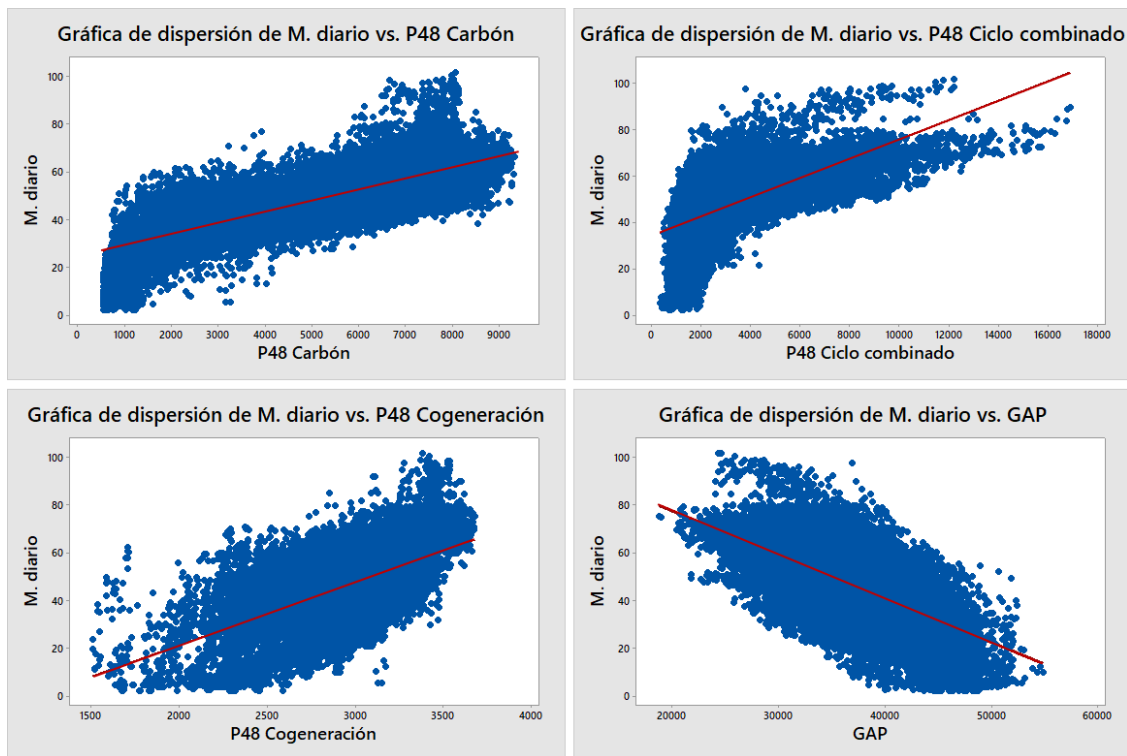 Gráfica de dispersión de M. diario vs. P48 Carbón
M. diario
100
80
60
40
20
0
0 1000 2000 3000 4000 5000 6000 7000 8000 9000
P48 Carbón
Gráfica de dispersión de M. diario vs. P48 Ciclo combinado
M. diario
100
80
60
40
20
0
0 2000 4000 6000 8000 10000 12000 14000 16000 18000
P48 Ciclo combinado
Gráfica de dispersión de M. diario vs. P48 Cogeneración
M. diario
100
80
60
40
20
0
1500 2000 2500 3000 3500 4000
P48 Cogeneración
Gráfica de dispersión de M. diario vs. GAP
M. diario
100
80
60
40
20
0
20000 30000 40000 50000 60000
GAP